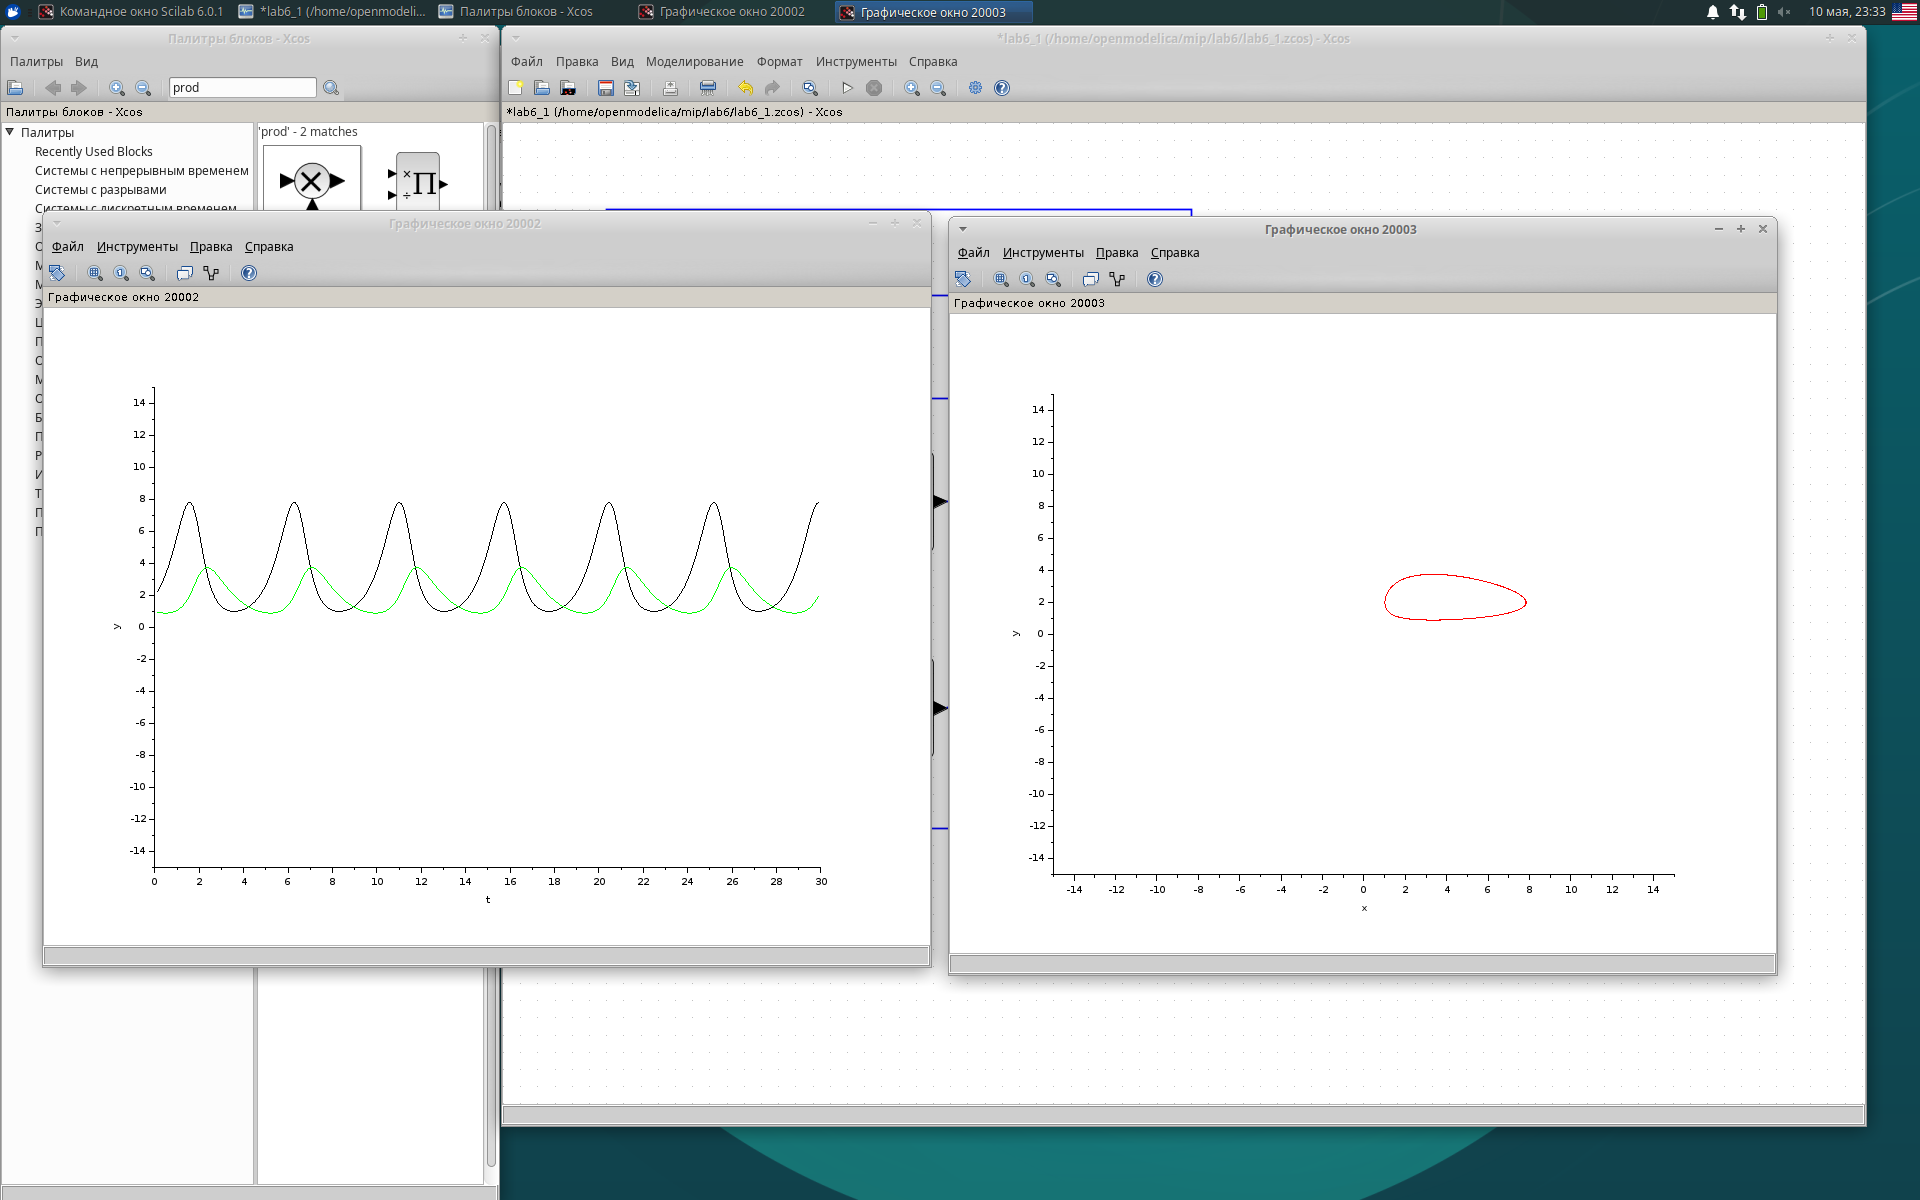 Командное окно Scilab 6.0.1
*lab6_1 (/home/openmodeli...
Палитры блоков - Xcos
Графическое окно 20002
Графическое окно 20003
10 мая, 23:33
Палитры блоков - Xcos
Палитры Вид
prod
Палитры блоков - Xcos
Палитры
Recently Used Blocks
Системы с непрерывным временем
Системы с разрывами
Системы с дискретным временем
'prod' - 2 matches
*lab6_1 (/home/openmodelica/mip/lab6/lab6_1.zcos) - Xcos
Файл Правка Вид Моделирование Формат Инструменты Справка
*lab6_1 (/home/openmodelica/mip/lab6/lab6_1.zcos) - Xcos
Графическое окно 20002
Файл Инструменты Правка Справка
Графическое окно 20002
14
12
10
8
6
4
2
0
-2
-4
-6
-8
-10
-12
-14
y
0 2 4 6 8 10 12 14 16 18 20 22 24 26 28 30
t
Графическое окно 20003
Файл Инструменты Правка Справка
Графическое окно 20003
14
12
10
8
6
4
2
0
-2
-4
-6
-8
-10
-12
-14
y
-14 -12 -10 -8 -6 -4 -2 0 2 4 6 8 10 12 14
x